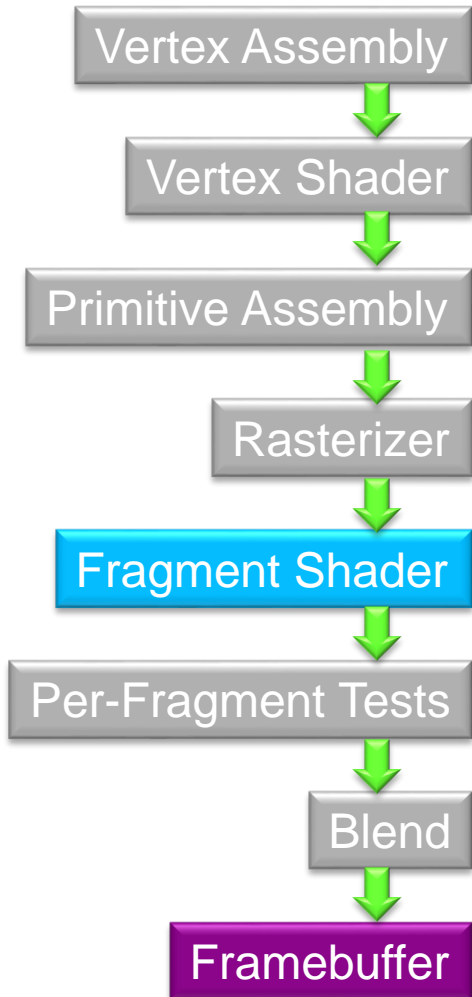 Vertex Assembly
Vertex Shader
Primitive Assembly
Rasterizer
Fragment Shader
Per-Fragment Tests
Blend
Framebuffer